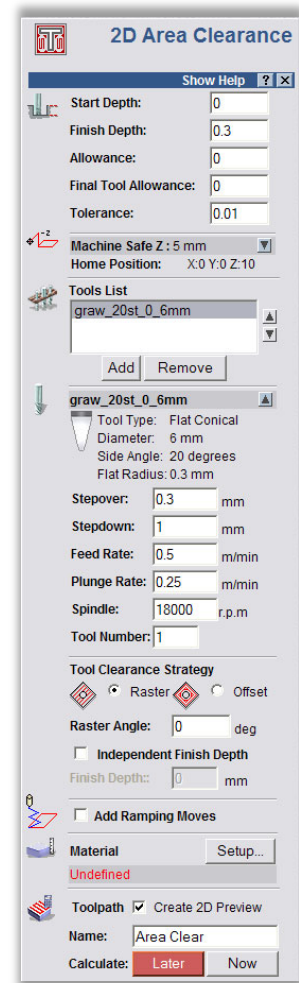 2D Area Clearance
Show Help ? X
Start Depth: 0
Finish Depth: 0.3
Allowance: 0
Final Tool Allowance: 0
Tolerance: 0.01
-z
Machine Safe Z : 5 mm
Home Position: X:0 Y:0 Z:10
Tools List
graw_20st_0_6mm
Add Remove
graw_20st_0_6mm
Tool Type: Flat Conical
Diameter: 6 mm
Side Angle: 20 degrees
Flat Radius: 0.3 mm
Stepover: 0.3 mm
Stepdown: 1 mm
Feed Rate: 0.5 m/min
Plunge Rate: 0.25 m/min
Spindle: 18000 r.p.m
Tool Number: 1
Tool Clearance Strategy
Raster Offset
Raster Angle: 0 deg
Independent Finish Depth
Finish Depth:: 0 mm
Add Ramping Moves
Material Setup...
Undefined
Toolpath Create 2D Preview
Name: Area Clear
Calculate: Later Now